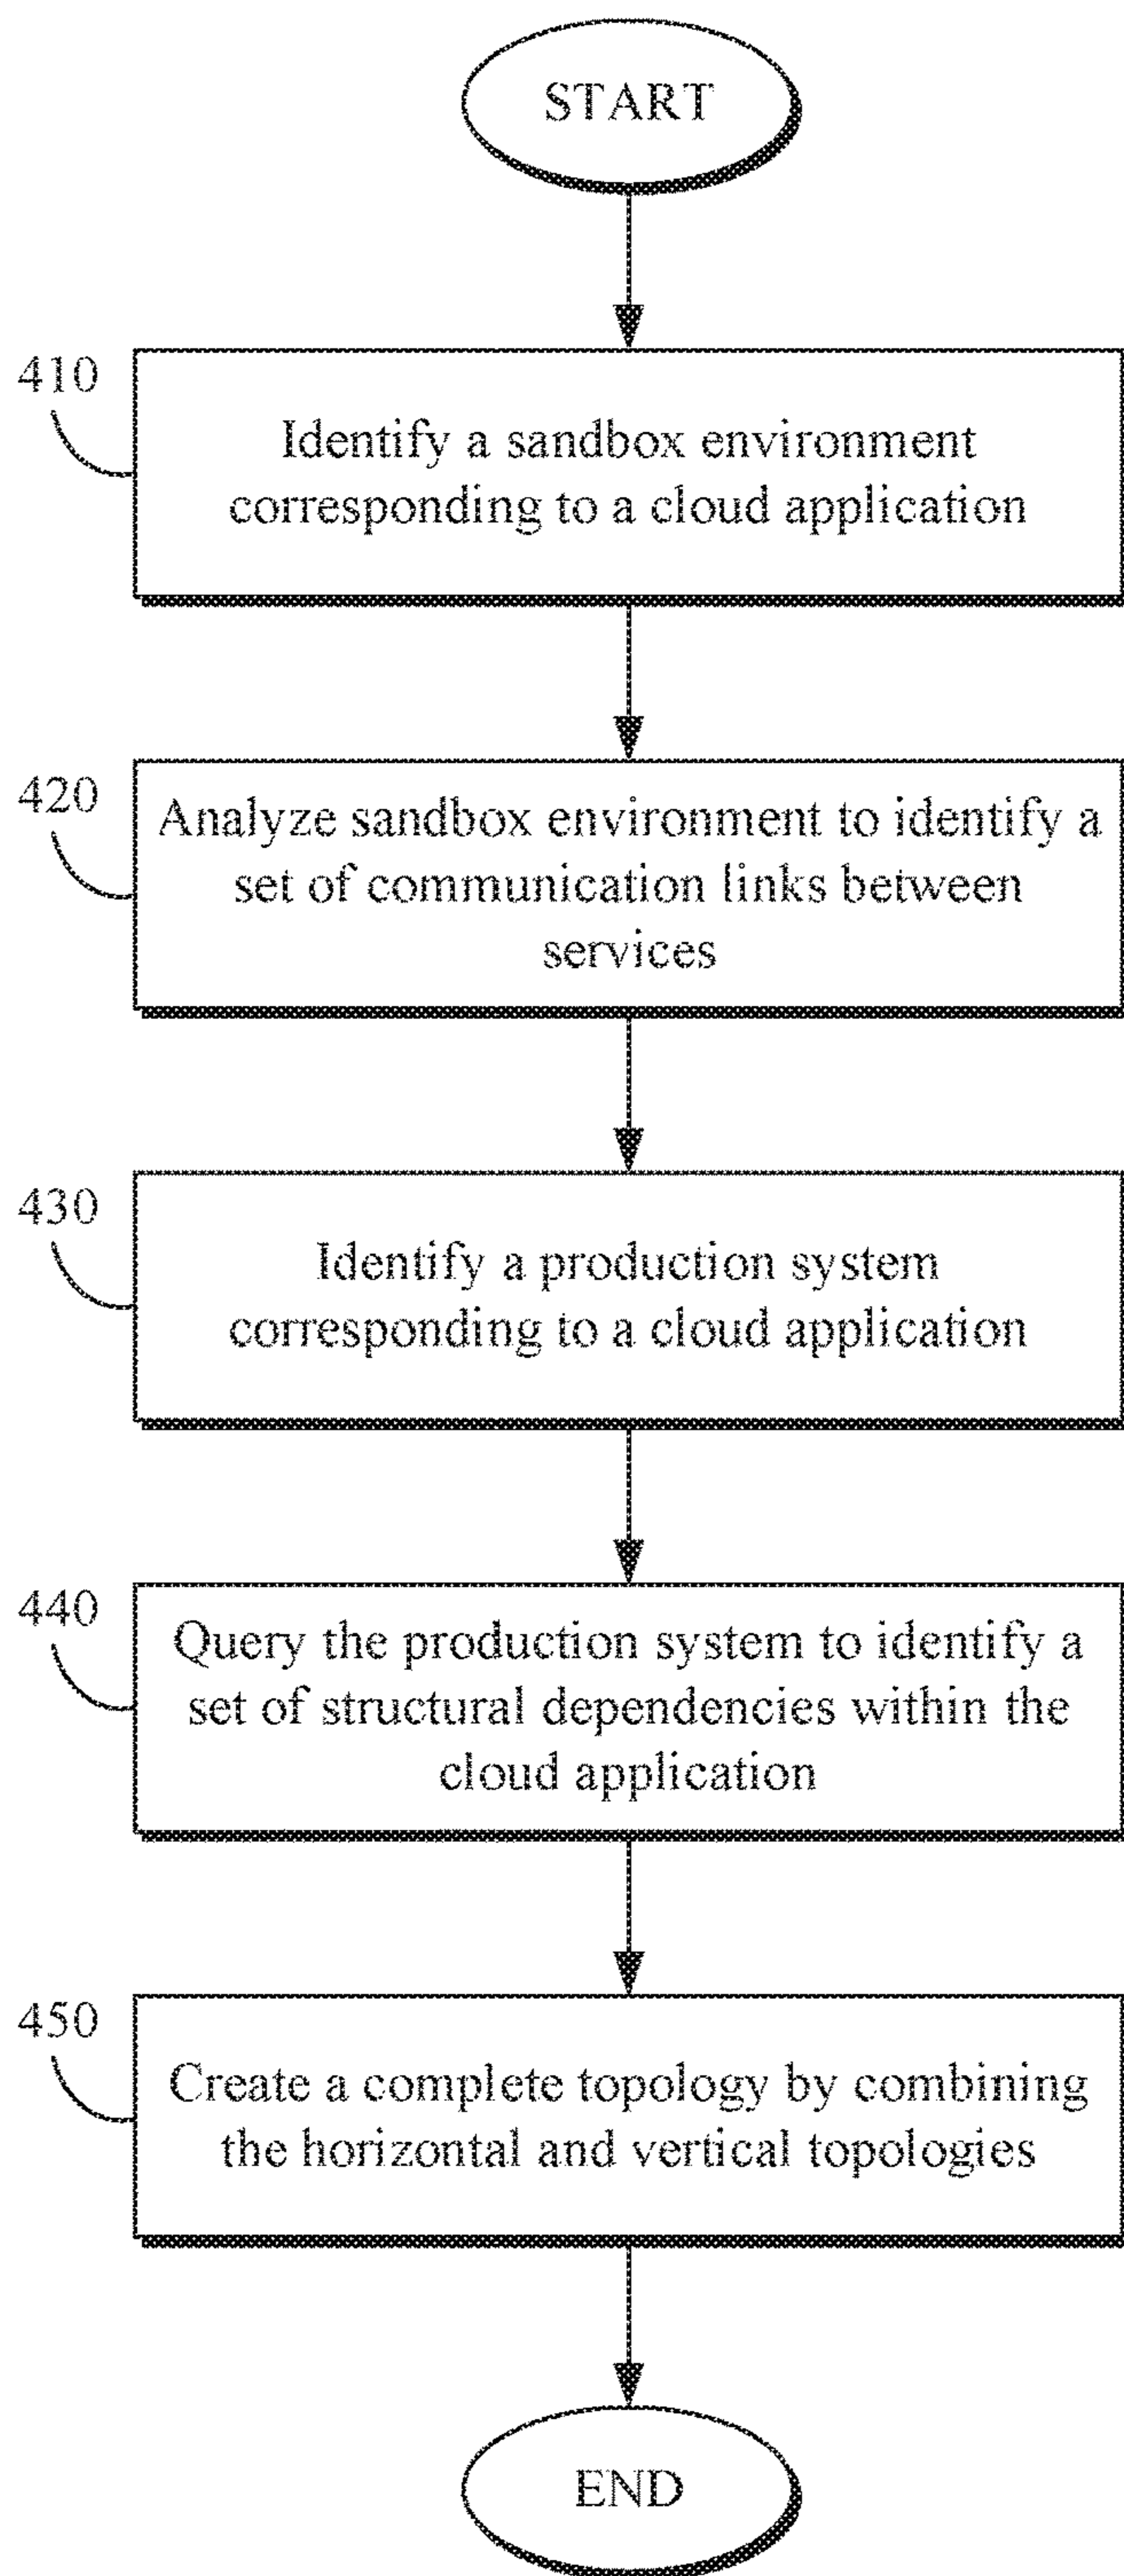 START
410
Identify a sandbox environment
corresponding to a cloud application
420
Analyze sandbox environment to identify a
set of communication links between
services
430
Identify a production system
corresponding to a cloud application
440
Query the production system to identify a
set of structural dependencies within the
cloud application
450
Create a complete topology by combining
the horizontal and vertical topologies
END